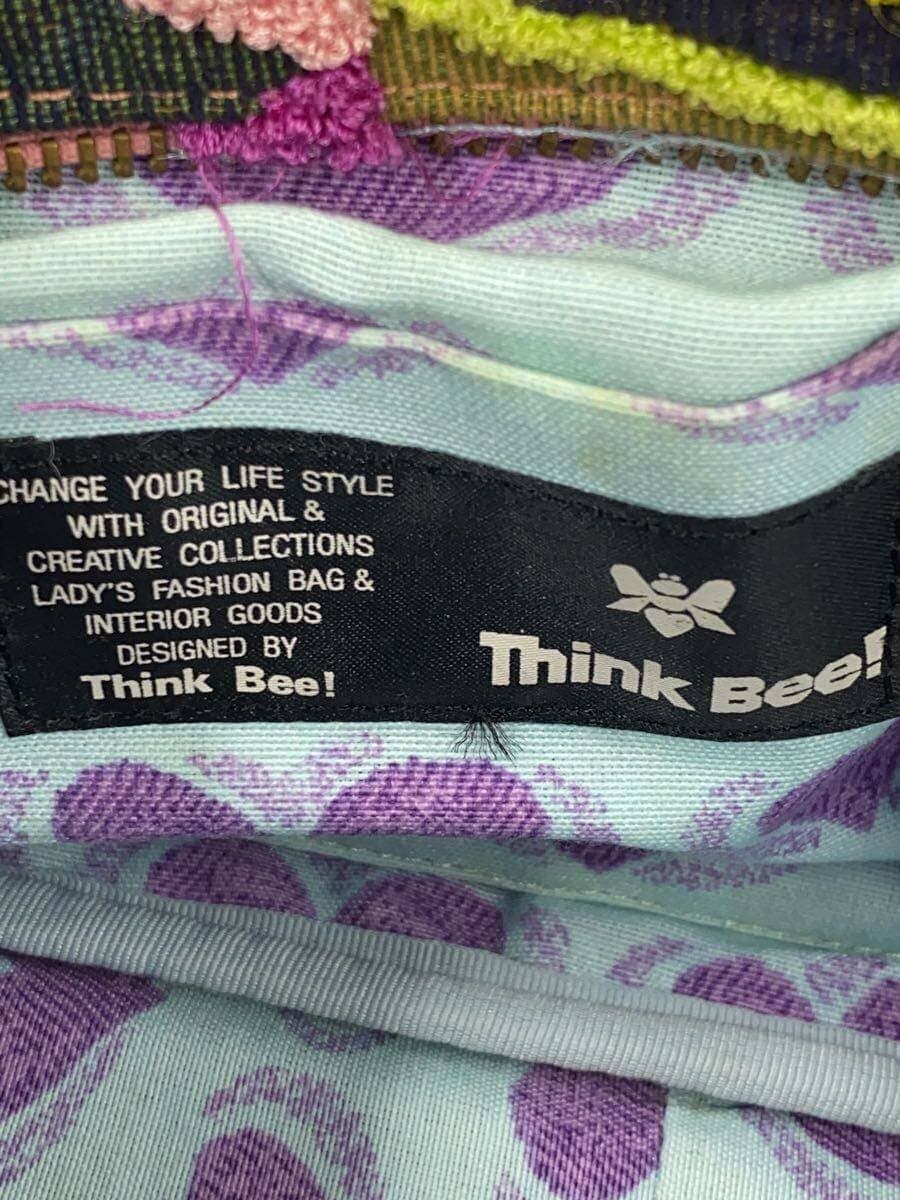 CHANGE YOUR LIFE STYLE
WITH ORIGINAL &
CREATIVE COLLECTIONS
LADY'S FASHION BAG &
INTERIOR GOODS
DESIGNED BY
Think Bee!
Think Bee!